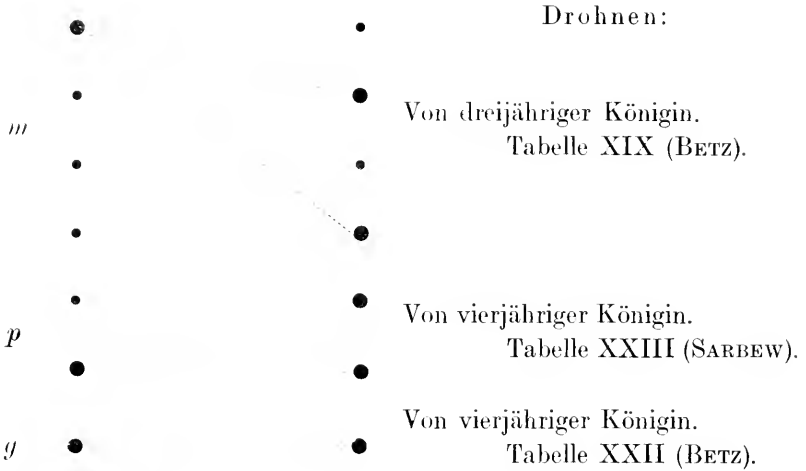 Drohnen:
m
Von dreijähriger Königin.
Tabelle XIX (Betz).
p
Von vierjähriger Königin.
Tabelle XXIII (Sarbew).
g
Von vierjähriger Königin.
Tabelle XXII (Betz).